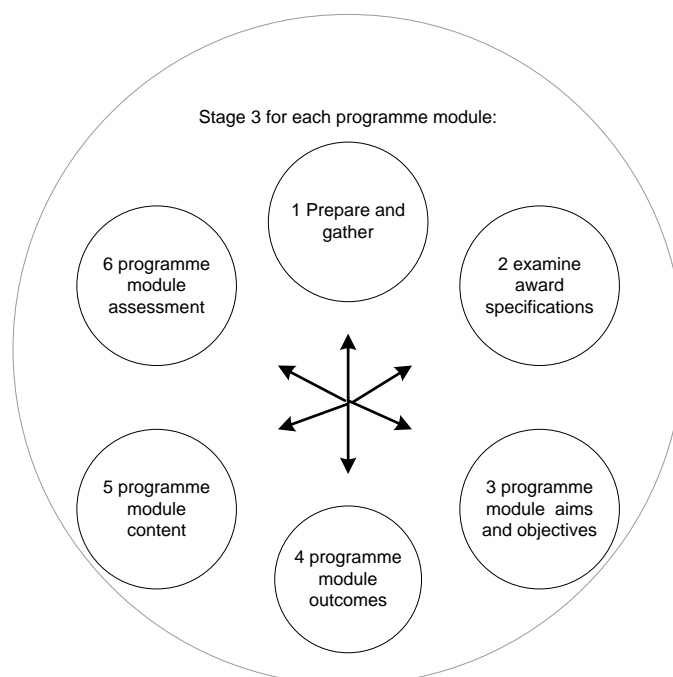 Stage 3 for each programme module:
1 Prepare and
gather
2 examine
award
specifications
3 programme
module aims
and objectives
4 programme
module
outcomes
5 programme
module
content
6 programme
module
assessment